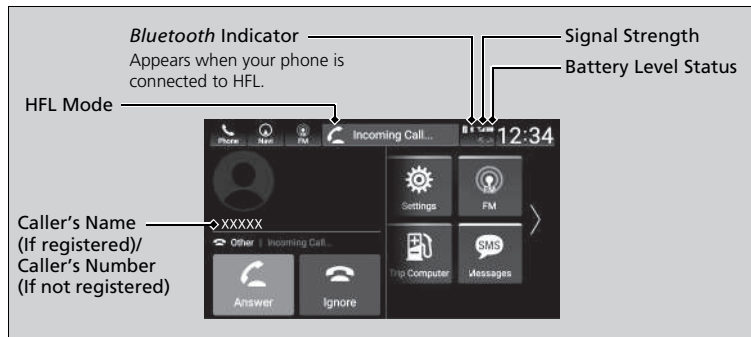 Bluetooth Indicator
Appears when your phone is
connected to HFL.
Signal Strength
Battery Level Status
HFL Mode
Phone
Navi
FM
Incoming Call...
12:34
Caller's Name
(If registered)/
Caller's Number
(If not registered)
XXXXX
Other | Incoming Call...
Answer
Ignore
Settings
FM
Trip Computer
SMS
Messages